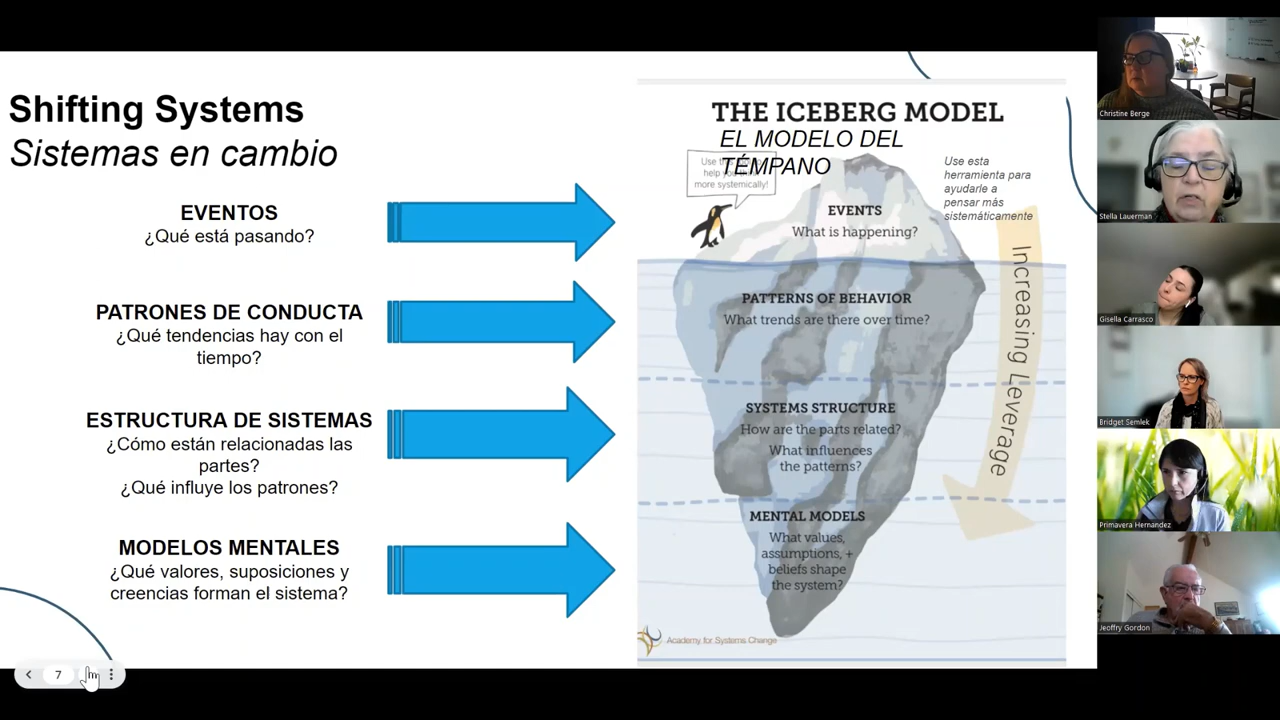 Shifting Systems
Sistemas en cambio
EVENTOS
¿Qué está pasando?
PATRONES DE CONDUCTA
¿Qué tendencias hay con el
tiempo?
ESTRUCTURA DE SISTEMAS
¿Cómo están relacionadas las
partes?
¿Qué influye los patrones?
MODELOS MENTALES
¿Qué valores, suposiciones y
creencias forman el sistema?
THE ICEBERG MODEL
EL MODELO DEL
TÉMPANO
Use
help you
more systemically!
Use esta
herramienta para
ayudarle a
pensar más
sistemáticamente
EVENTS
What is happening?
PATTERNS OF BEHAVIOR
What trends are there over time?
SYSTEMS STRUCTURE
How are the parts related?
What influences
the patterns?
MENTAL MODELS
What values,
assumptions, +
beliefs shape
the system?
Increasing Leverage
Academy for Systems Change
7
Christine Berge
Stella Lauerman
Gisella Carrasco
Bridget Semlek
Primavera Hernandez
Jeoffry Gordon